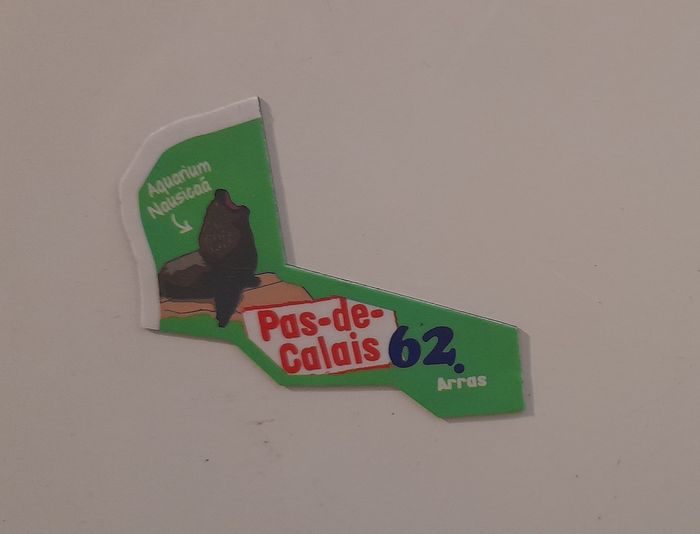 Aquarium
Nausicaá
Pas-de-
Calais
62
Arras